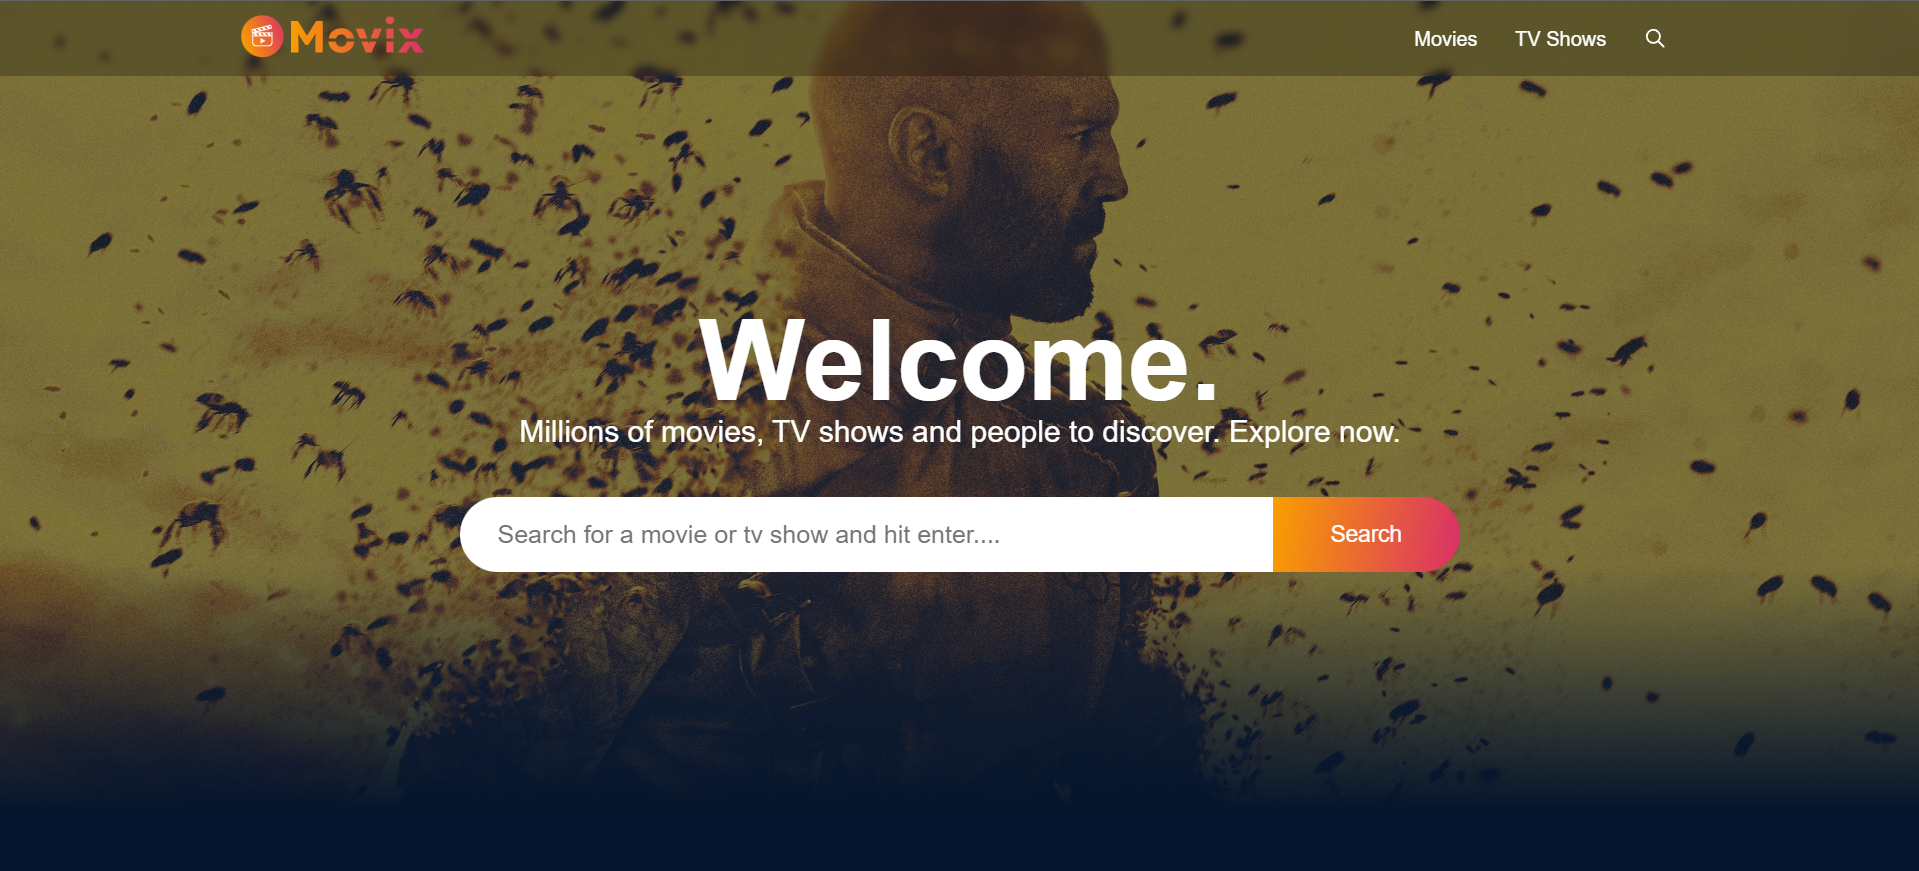 Movix
Movies
TV Shows
Welcome.
Millions of movies, TV shows and people to discover. Explore now.
Search for a movie or tv show and hit enter....
Search